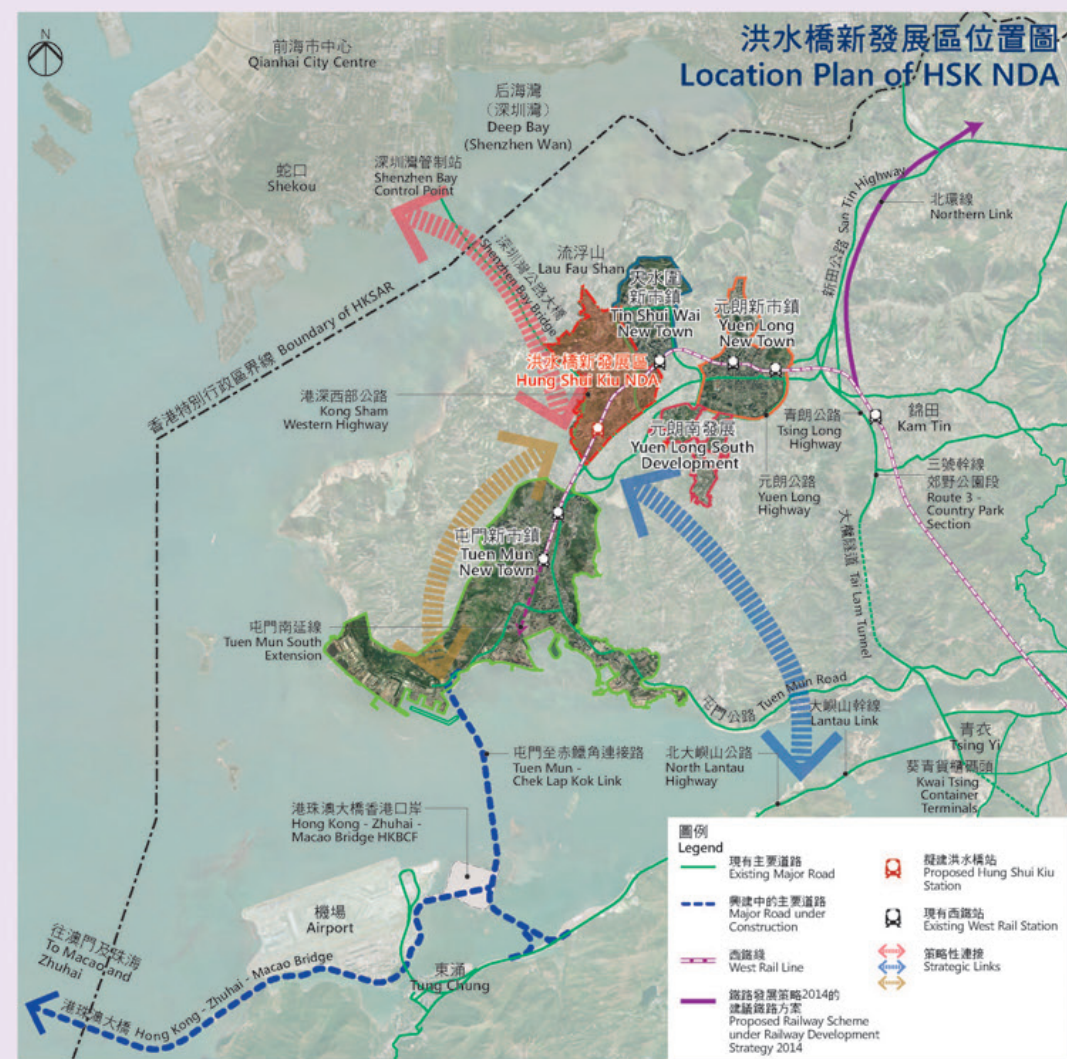 洪水橋新發展區位置圖
Location Plan of HSK NDA
N
前海市中心
Qianhai City Centre
后海灣
(深圳灣)
Deep Bay
(Shenzhen Wan)
蛇口
Shekou
深圳灣管制站
Shenzhen Bay
Control Point
新田公路 San Tin Highway
北環線
Northern Link
流浮山
Lau Fau Shan
深圳灣公路大橋
Shenzhen Bay Bridge
天水圍
新市鎮
Tin Shui Wai
New Town
元朗新市鎮
Yuen Long
New Town
香港特別行政區界線 Boundary of HKSAR
洪水橋新發展區
Hung Shui Kiu NDA
港深西部公路
Kong Sham
Western Highway
元朗南發展
Yuen Long South
Development
青朗公路
Tsing Long
Highway
錦田
Kam Tin
元朗公路
Yuen Long
Highway
三號幹線
郊野公園段
Route 3 -
Country Park
Section
屯門新市鎮
Tuen Mun
New Town
大欖隧道 Tai Lam Tunnel
屯門南延線
Tuen Mun South
Extension
屯門公路 Tuen Mun Road
大嶼山幹線
Lantau Link
青衣
Tsing Yi
屯門至赤鱲角連接路
Tuen Mun -
Chek Lap Kok Link
北大嶼山公路
North Lantau
Highway
葵青貨櫃碼頭
Kwai Tsing
Container
Terminals
港珠澳大橋香港口岸
Hong Kong - Zhuhai -
Macao Bridge HKBCF
機場
Airport
東涌
Tung Chung
往澳門及珠海
To Macao and
Zhuhai
港珠澳大橋 Hong Kong - Zhuhai - Macao Bridge
圖例
Legend
現有主要道路
Existing Major Road
興建中的主要道路
Major Road under
Construction
西鐵綫
West Rail Line
鐵路發展策略2014的
建議鐵路方案
Proposed Railway Scheme
under Railway Development
Strategy 2014
擬建洪水橋站
Proposed Hung Shui Kiu
Station
現有西鐵站
Existing West Rail Station
策略性連接
Strategic Links